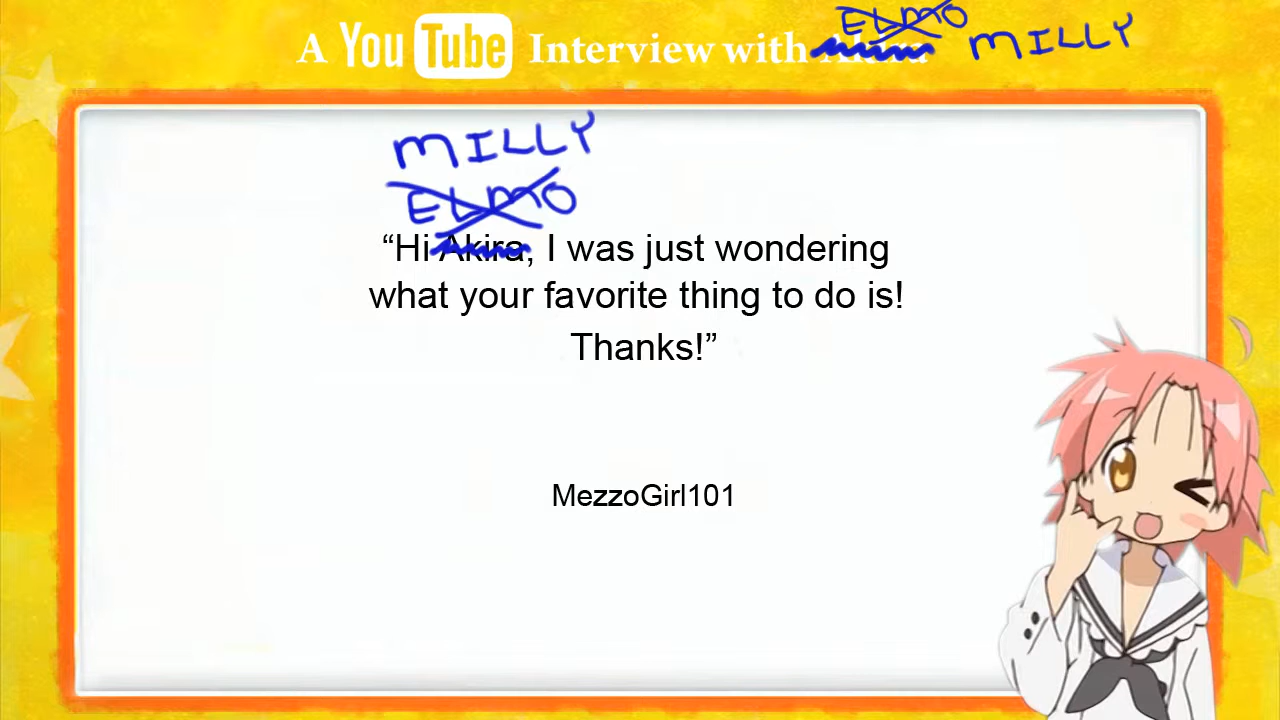 ELMO
A YouTube Interview with Akira MILLY
MILLY
ELMO
“Hi Akira, I was just wondering
what your favorite thing to do is!
Thanks!”
MezzoGirl101